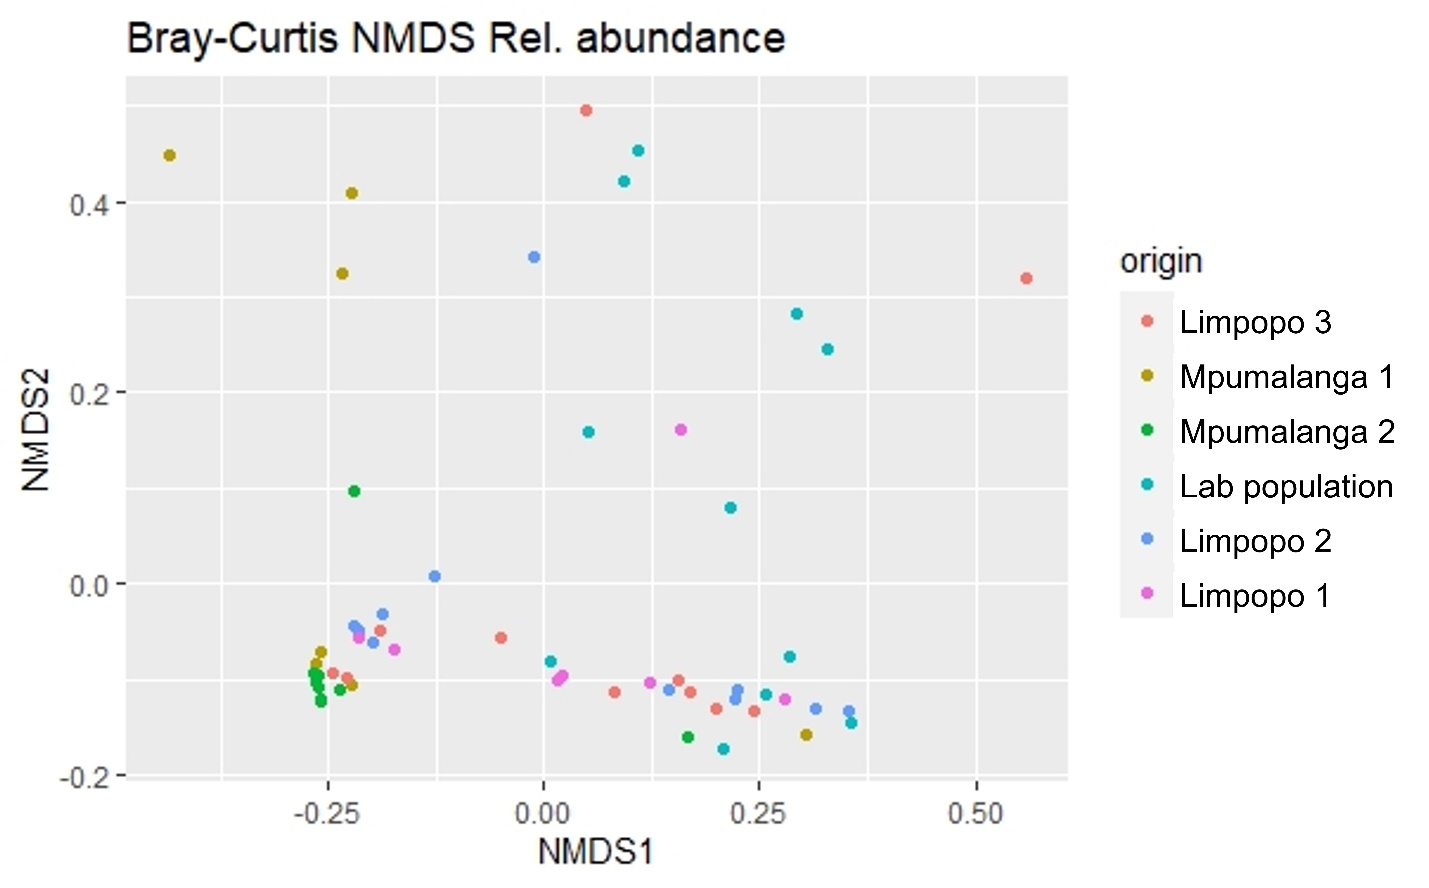 Bray-Curtis NMDS Rel. abundance
NMDS2
0.4
0.2
0.0
-0.2
-0.25
0.00
0.25
0.50
NMDS1
origin
Limpopo 3
Mpumalanga 1
Mpumalanga 2
Lab population
Limpopo 2
Limpopo 1